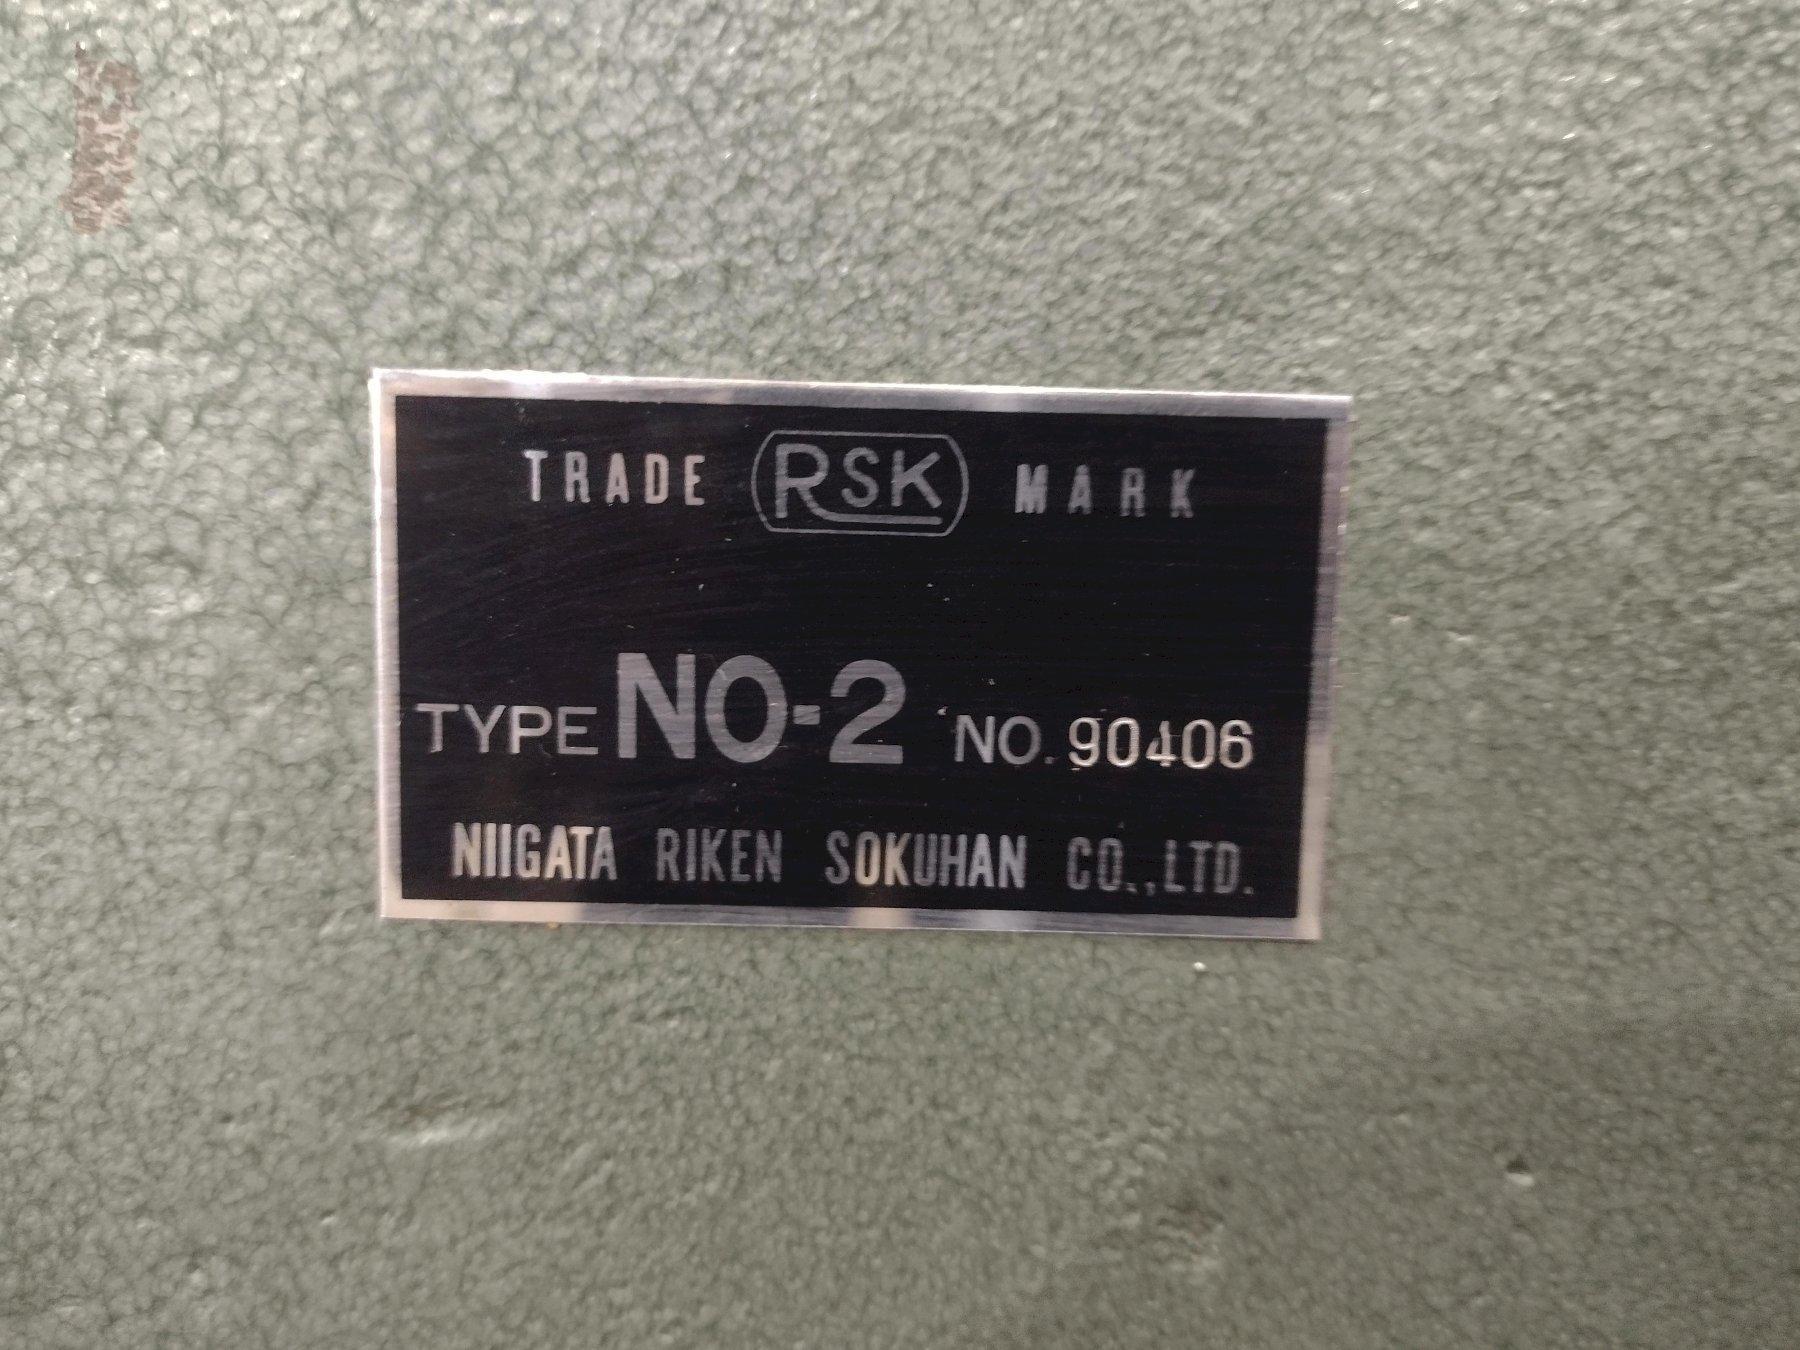 TRADE RSK MARK
TYPE NO-2 NO. 90406
NIIGATA RIKEN SOKUHAN CO.,LTD.